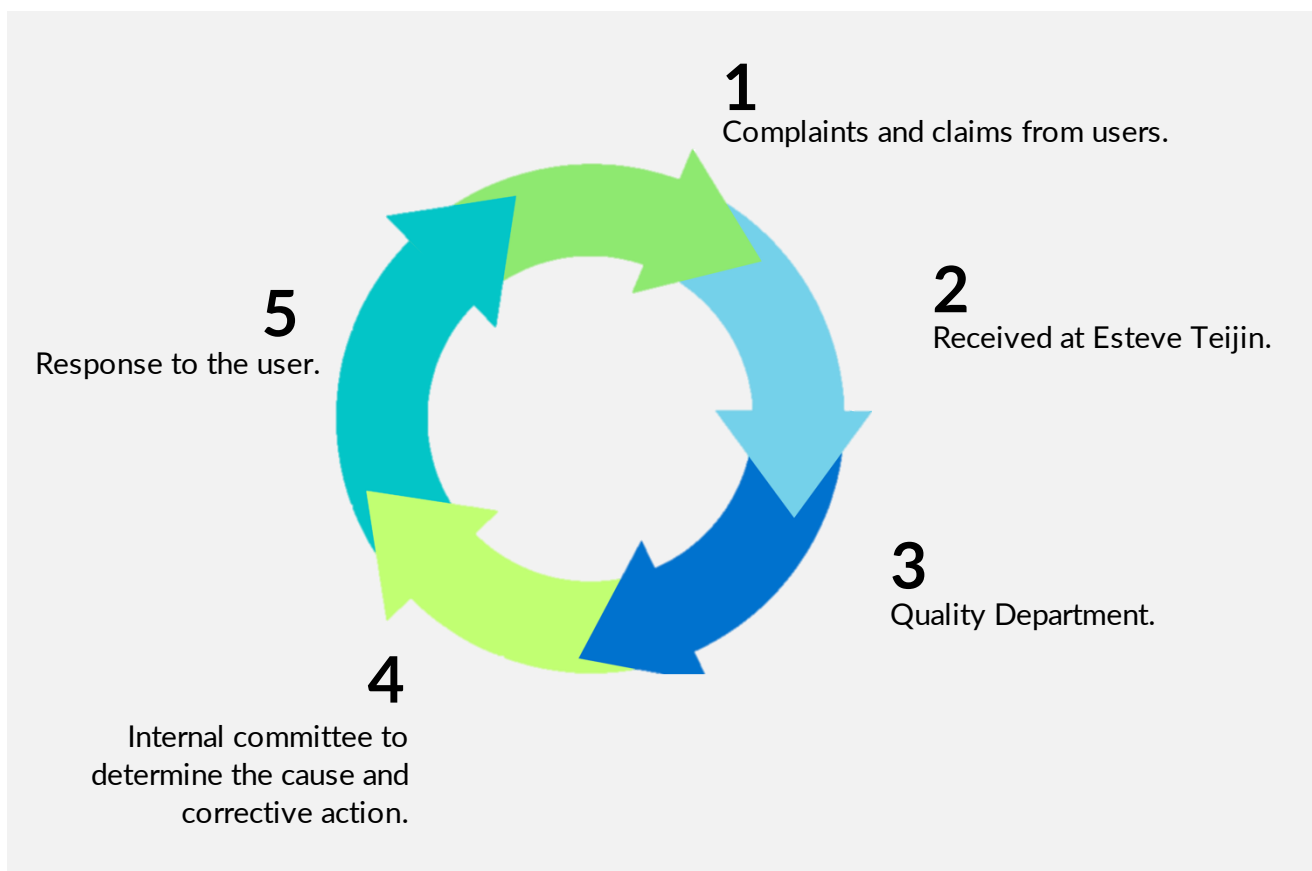 1
Complaints and claims from users.
2
Received at Esteve Teijin.
3
Quality Department.
4
Internal committee to
determine the cause and
corrective action.
5
Response to the user.